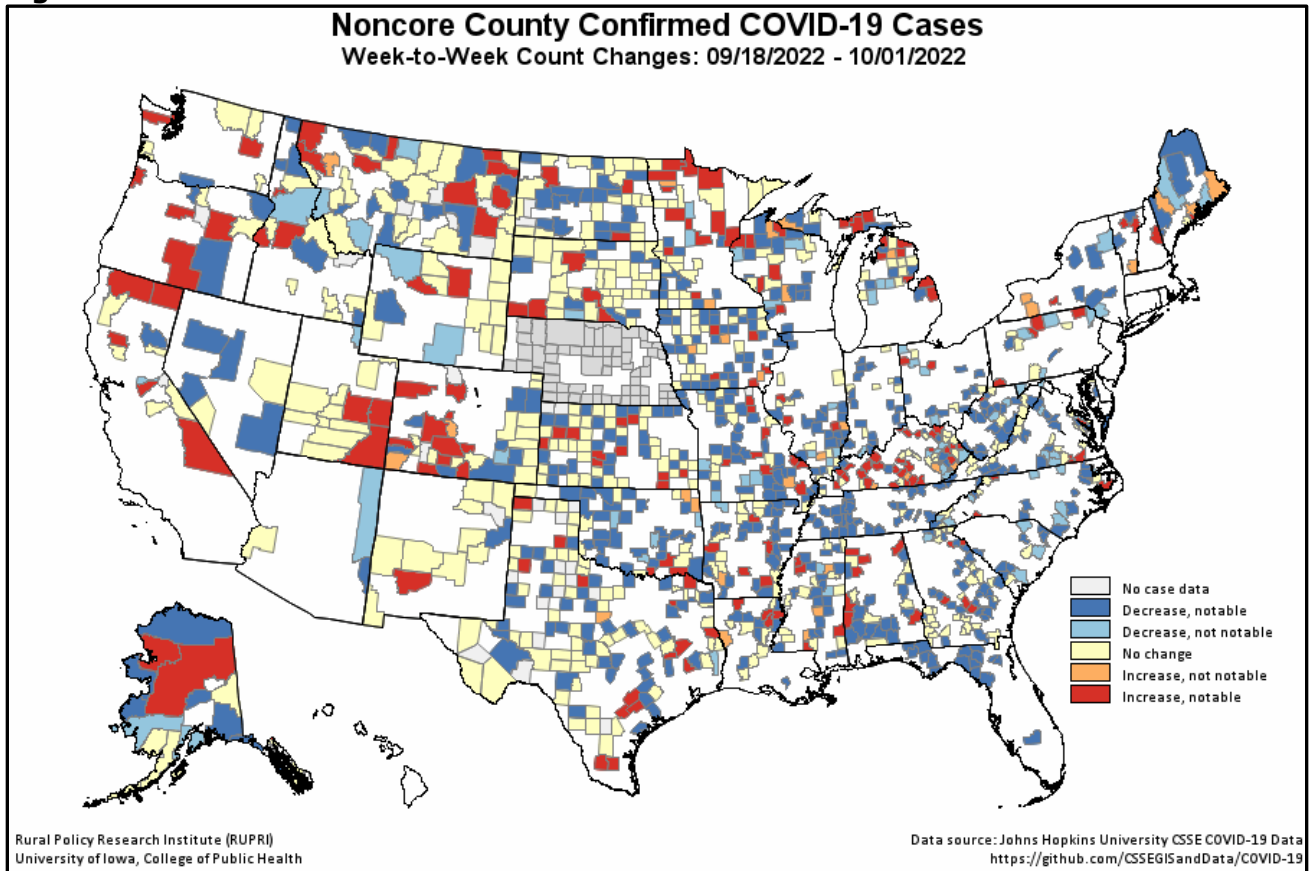 Noncore County Confirmed COVID-19 Cases
Week-to-Week Count Changes: 09/18/2022 - 10/01/2022
No case data
Decrease, notable
Decrease, not notable
No change
Increase, not notable
Increase, notable
Rural Policy Research Institute (RUPRI)
University of Iowa, College of Public Health
Data source: Johns Hopkins University CSSE COVID-19 Data
https://github.com/CSSEGISandData/COVID-19